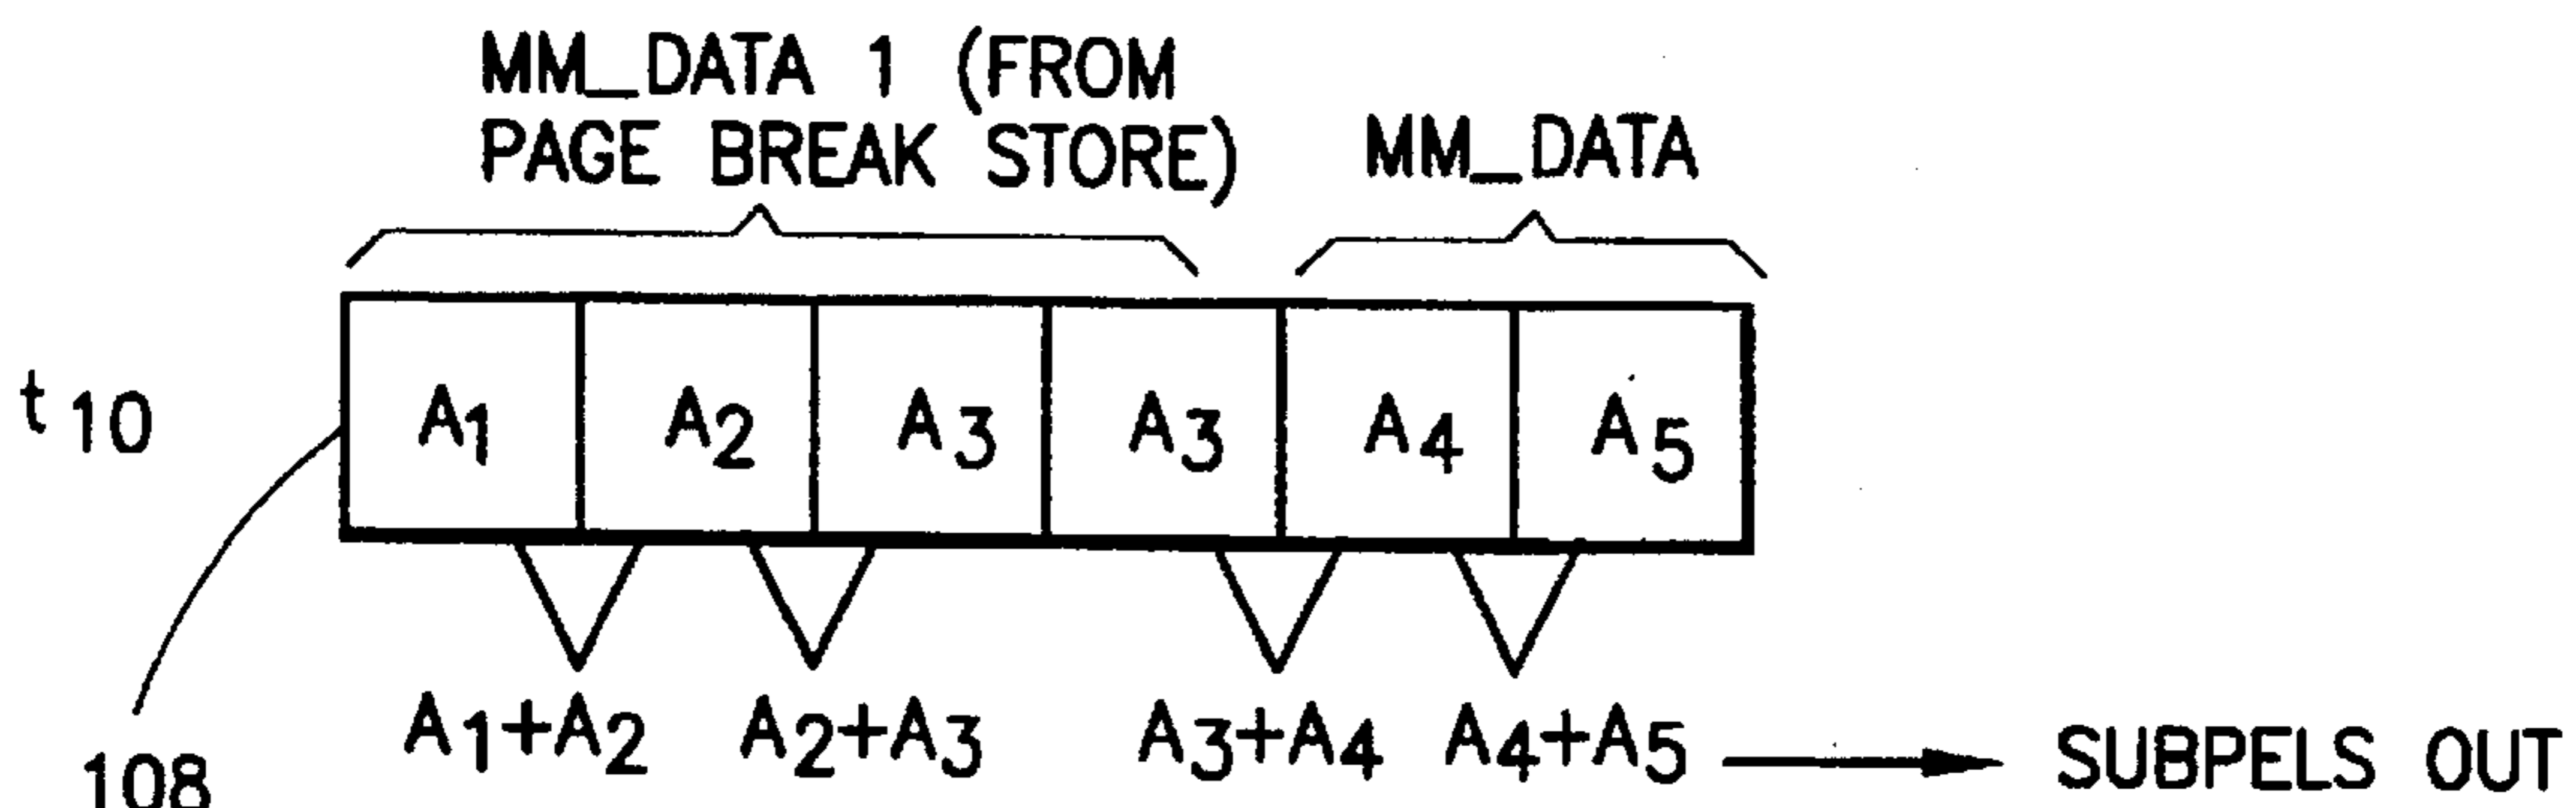 MM_DATA 1 (FROM
PAGE BREAK STORE)
MM_DATA
t10
A1 A2 A3 A3 A4 A5
A1+A2 A2+A3 A3+A4 A4+A5 SUBPELS OUT
108